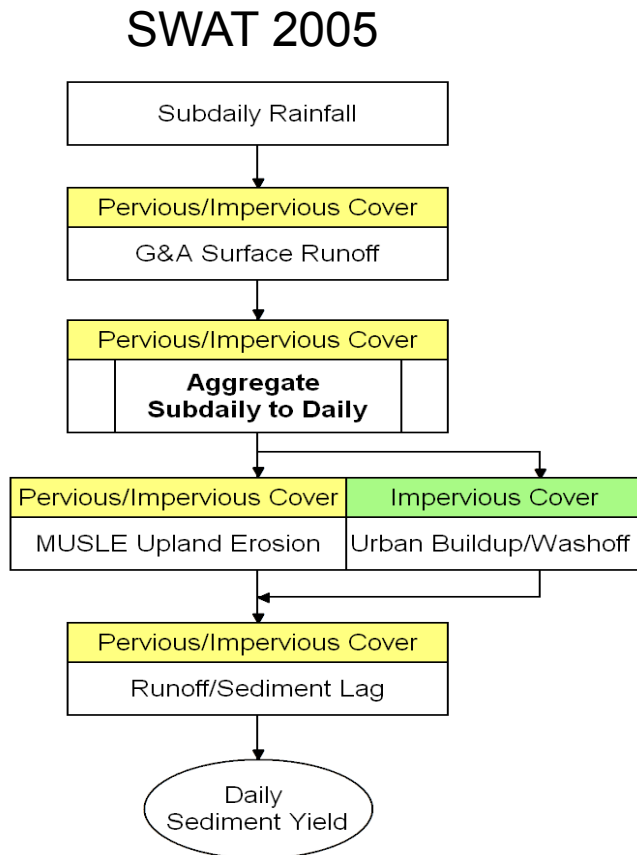 SWAT 2005
Subdaily Rainfall
Pervious/Impervious Cover
G&A Surface Runoff
Pervious/Impervious Cover
Aggregate
Subdaily to Daily
Pervious/Impervious Cover
Impervious Cover
MUSLE Upland Erosion
Urban Buildup/Washoff
Pervious/Impervious Cover
Runoff/Sediment Lag
Daily
Sediment Yield